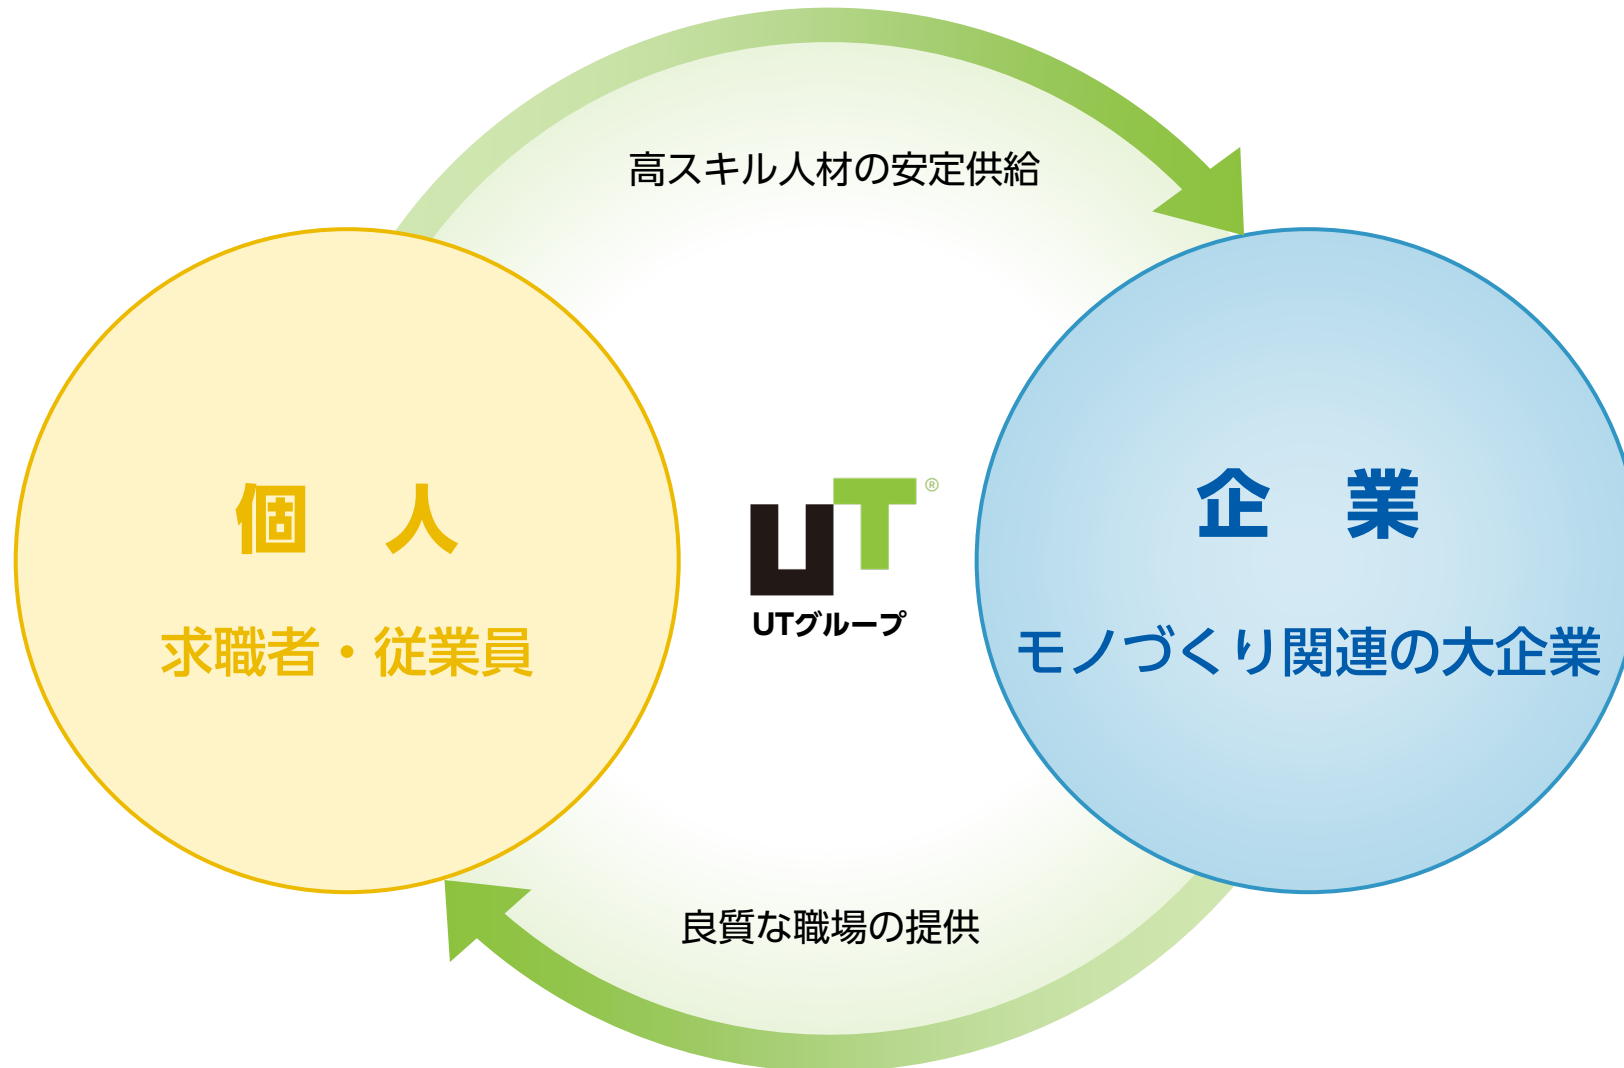 高スキル人材の安定供給
個　人
求職者・従業員
UT®
UTグループ
企　業
モノづくり関連の大企業
良質な職場の提供